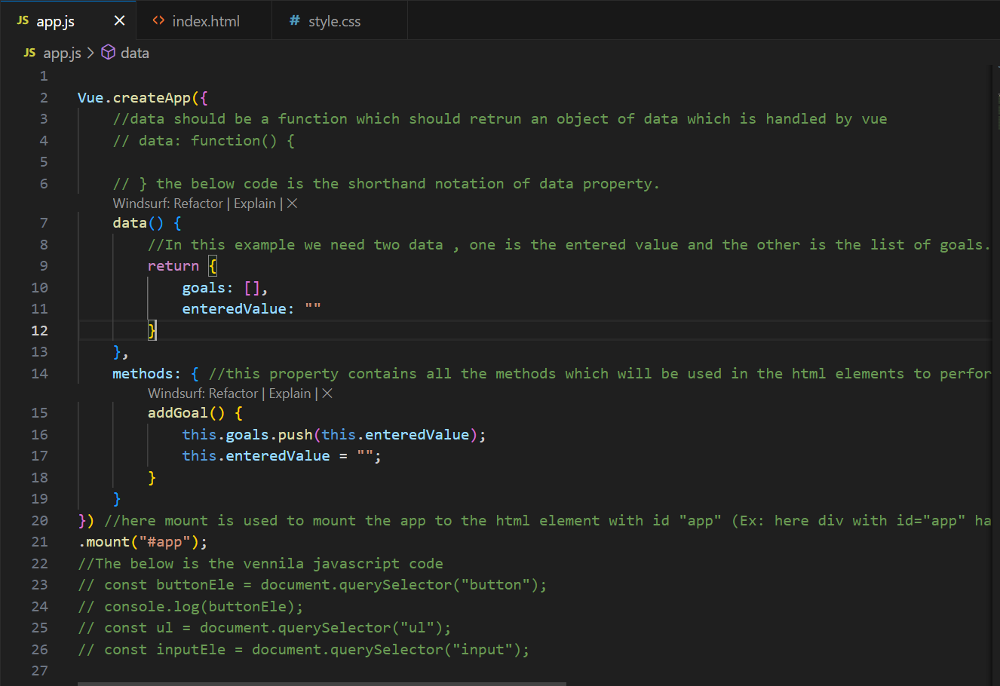 JS app.js × <> index.html # style.css
JS app.js > data
1
2 Vue.createApp({
3 //data should be a function which should retrun an object of data which is handled by vue
4 // data: function() {
5
6 // } the below code is the shorthand notation of data property.
Windsurf: Refactor | Explain | ×
7 data() {
8 //In this example we need two data , one is the entered value and the other is the list of goals.
9 return {
10 goals: [],
11 enteredValue: ""
12 }
13 },
14 methods: { //this property contains all the methods which will be used in the html elements to perfor
Windsurf: Refactor | Explain | ×
15 addGoal() {
16 this.goals.push(this.enteredValue);
17 this.enteredValue = "";
18 }
19 }
20 }) //here mount is used to mount the app to the html element with id "app" (Ex: here div with id="app" ha
21 .mount("#app");
22 //The below is the vennila javascript code
23 // const buttonEle = document.querySelector("button");
24 // console.log(buttonEle);
25 // const ul = document.querySelector("ul");
26 // const inputEle = document.querySelector("input");
27